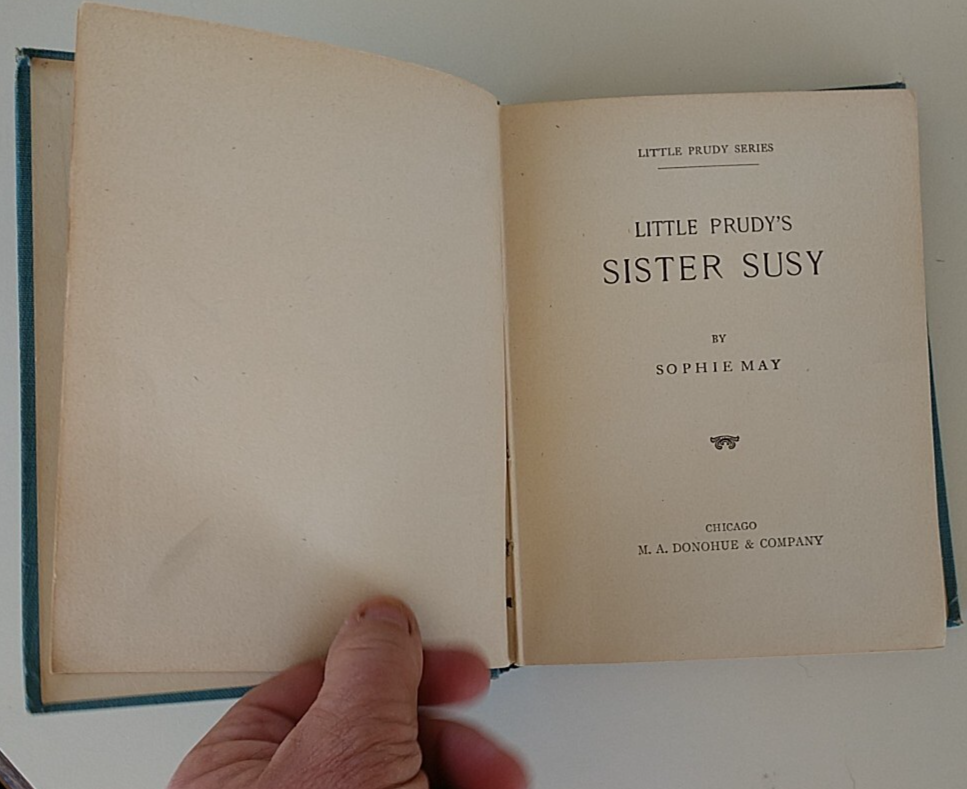 LITTLE PRUDY SERIES
LITTLE PRUDY'S
SISTER SUSY
BY
SOPHIE MAY
CHICAGO
M. A. DONOHUE & COMPANY